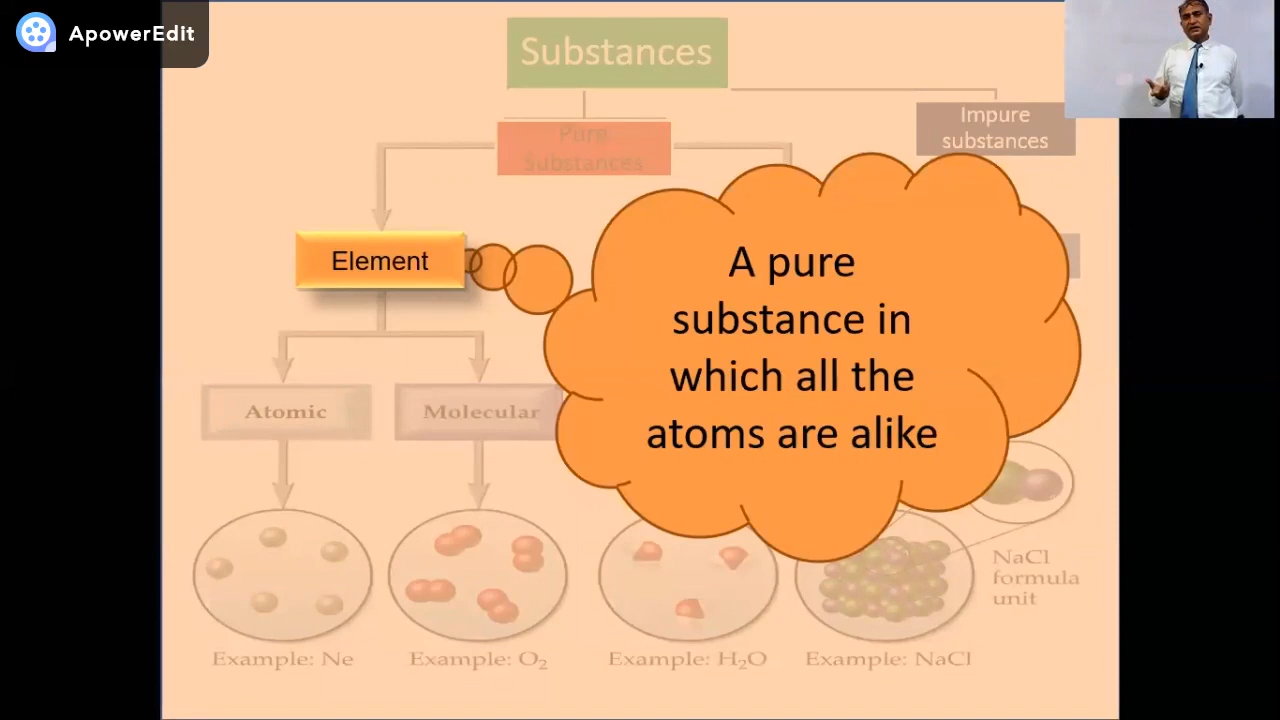 ApowerEdit
Substances
Pure
Substances
Impure
substances
Element
A pure
substance in
which all the
atoms are alike
Atomic
Molecular
NaCl
formula
unit
Example: Ne
Example: O₂
Example: H₂O
Example: NaCl